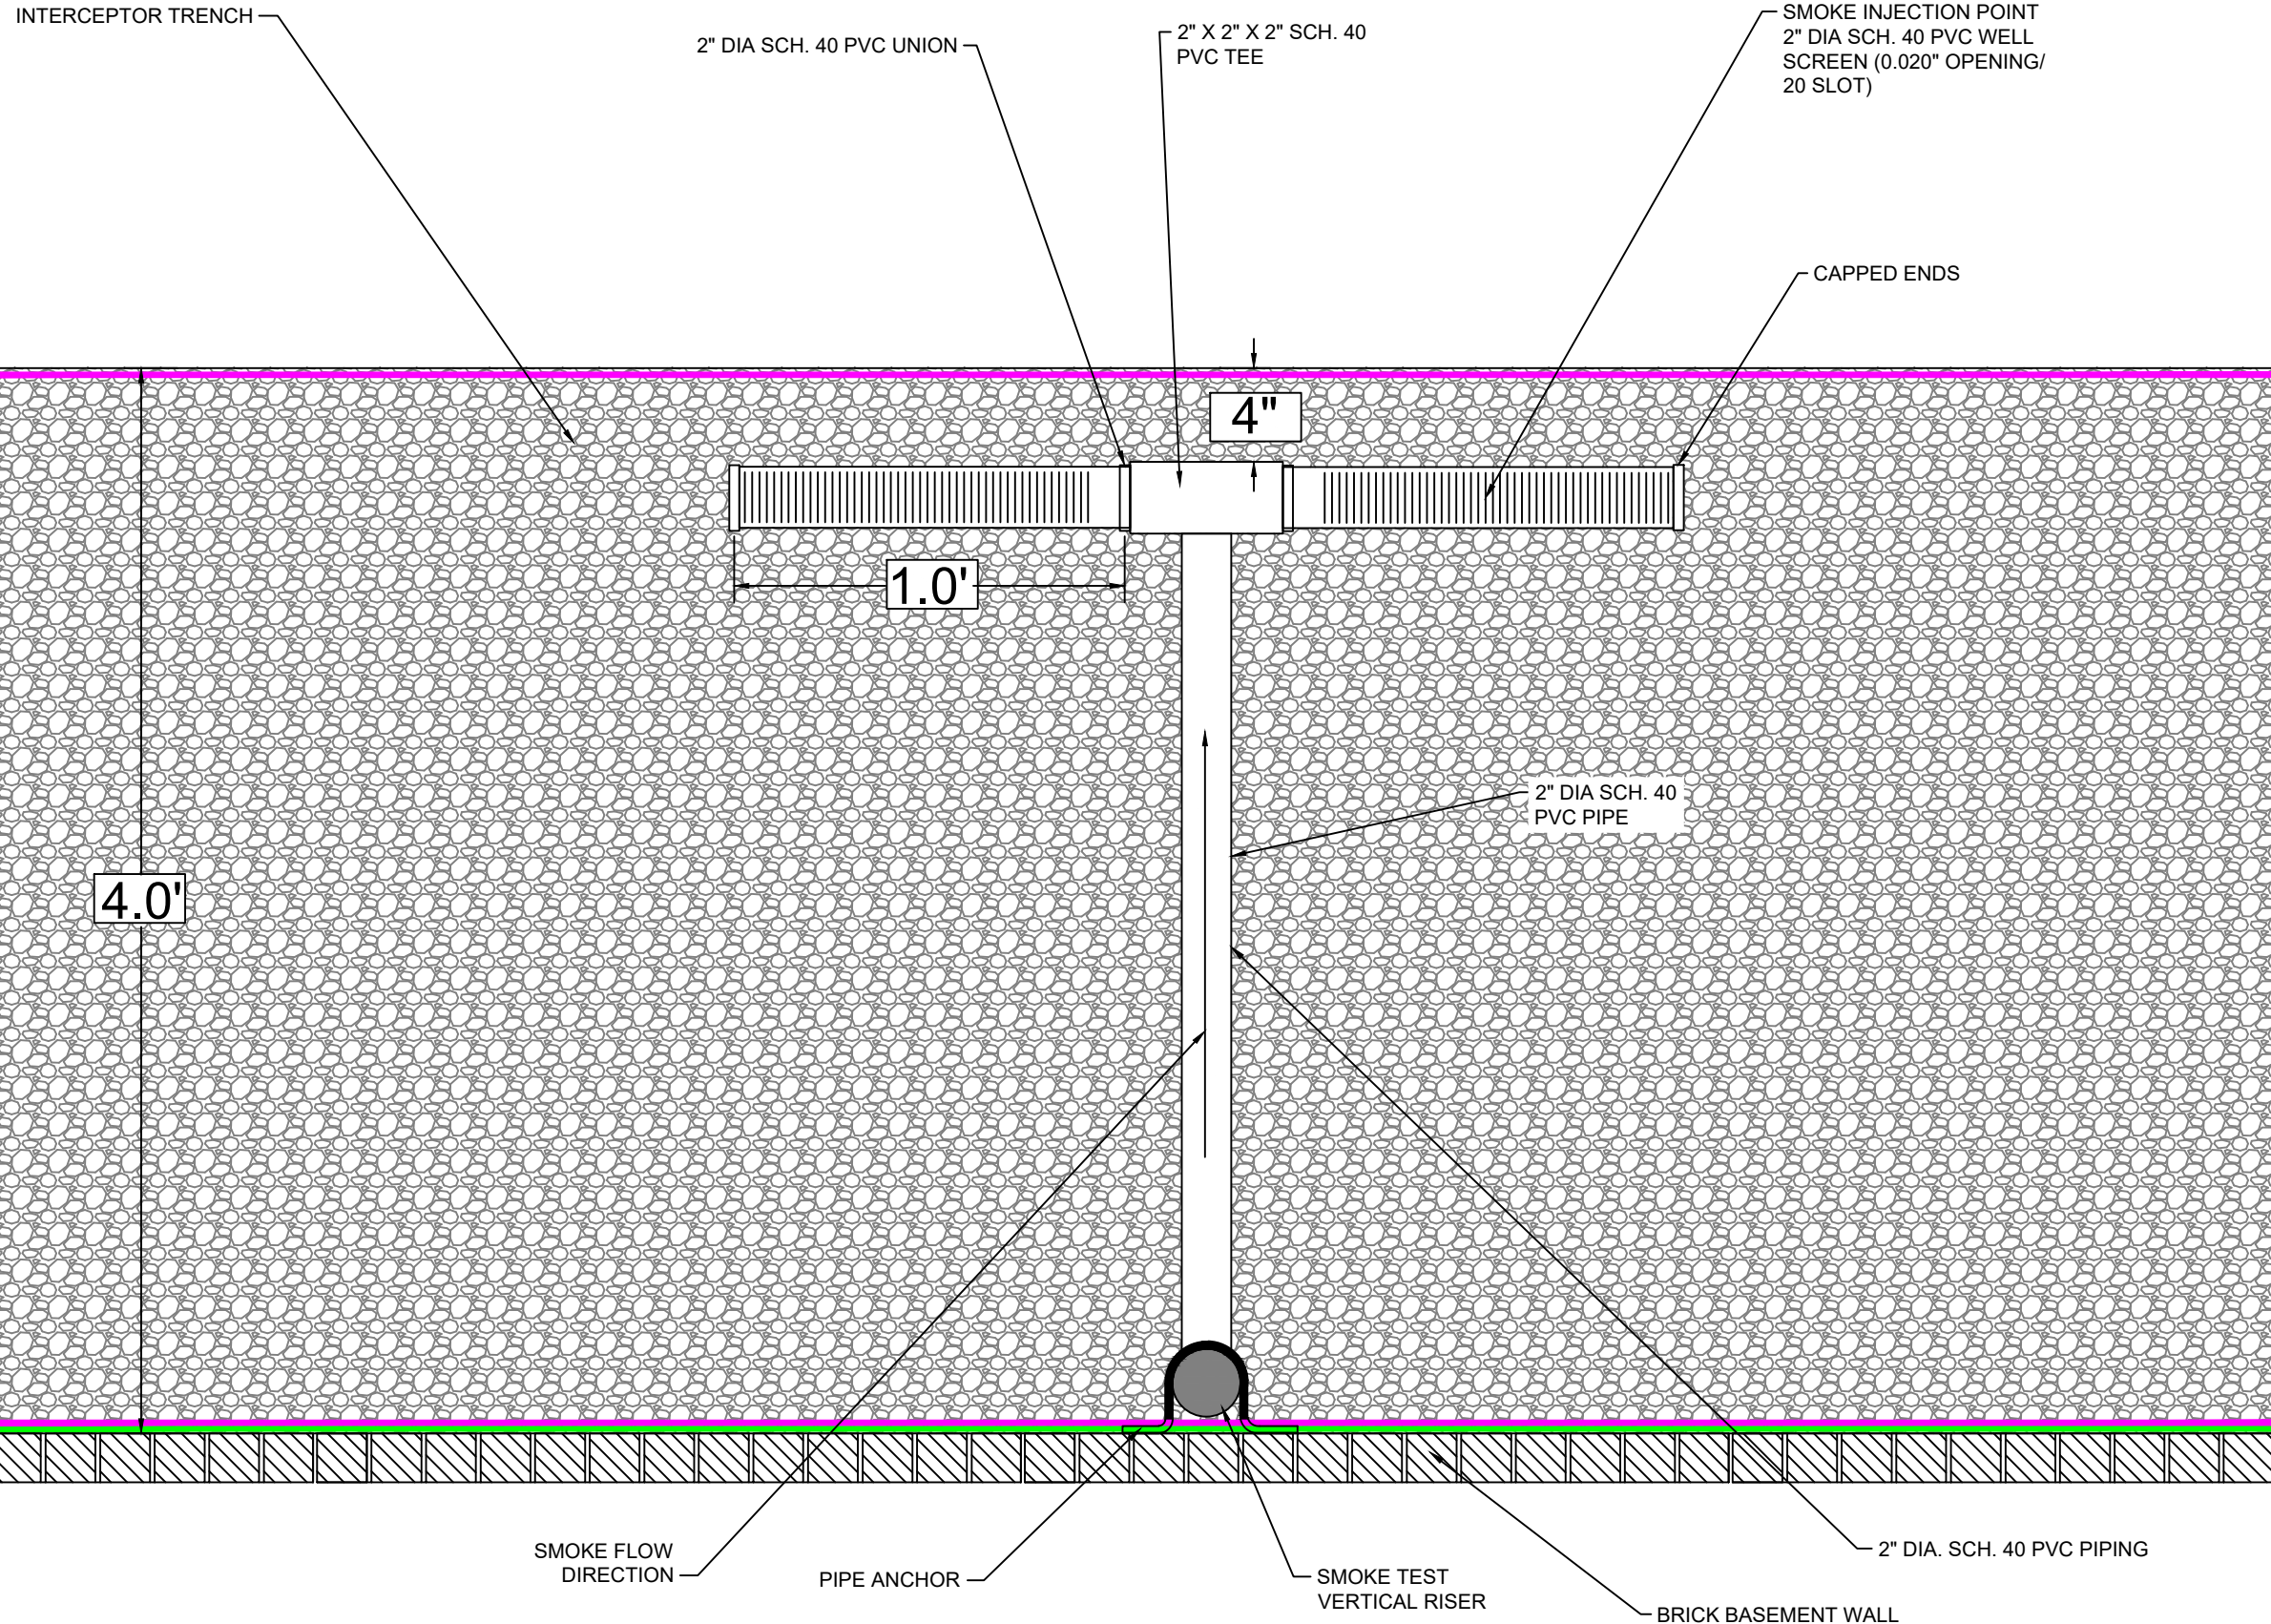 INTERCEPTOR TRENCH
2" DIA SCH. 40 PVC UNION
2" X 2" X 2" SCH. 40
PVC TEE
SMOKE INJECTION POINT
2" DIA SCH. 40 PVC WELL
SCREEN (0.020" OPENING/
20 SLOT)
CAPPED ENDS
4"
1.0'
2" DIA SCH. 40
PVC PIPE
4.0'
SMOKE FLOW
DIRECTION
PIPE ANCHOR
SMOKE TEST
VERTICAL RISER
2" DIA. SCH. 40 PVC PIPING
BRICK BASEMENT WALL